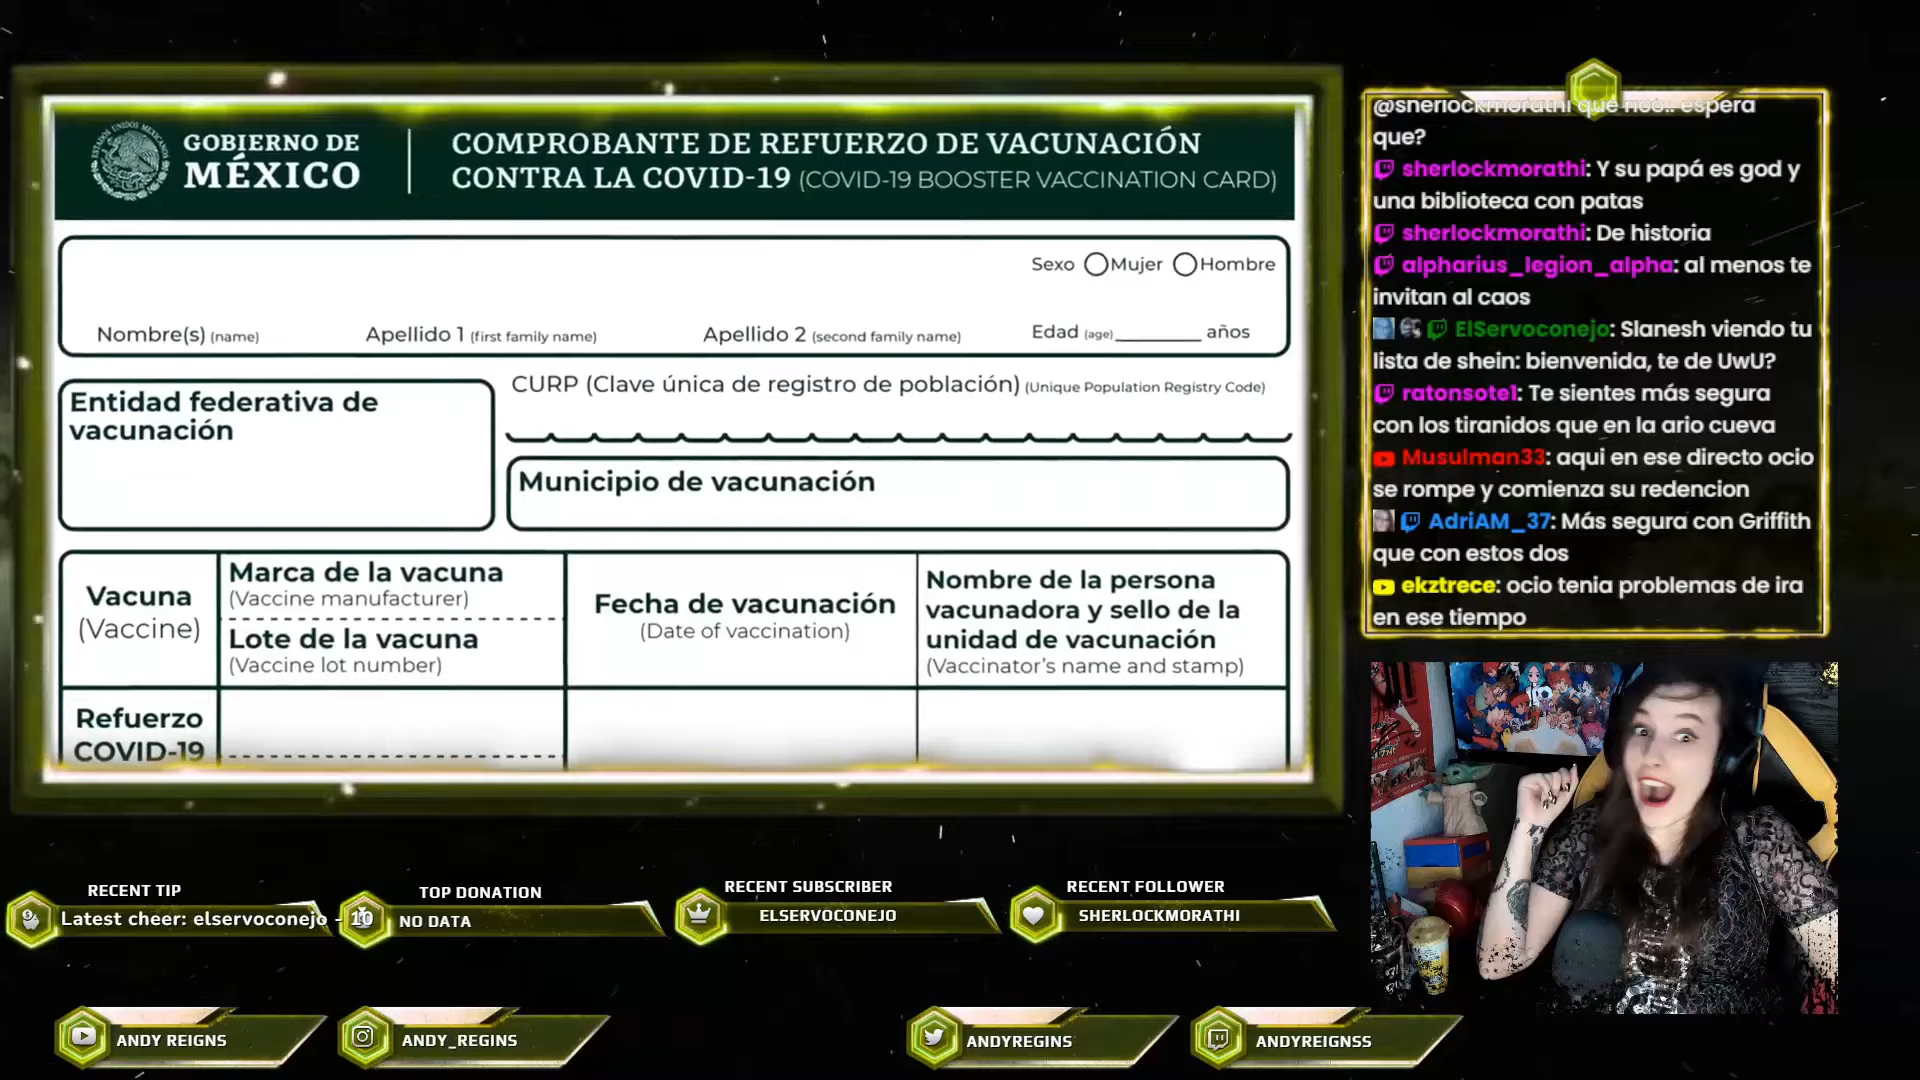 GOBIERNO DE
MÉXICO
COMPROBANTE DE REFUERZO DE VACUNACIÓN
CONTRA LA COVID-19 (COVID-19 BOOSTER VACCINATION CARD)
Sexo Mujer Hombre
Nombre(s) (name) Apellido 1 (first family name) Apellido 2 (second family name) Edad (age)________ años
Entidad federativa de
vacunación
CURP (Clave única de registro de población) (Unique Population Registry Code)
Municipio de vacunación
Vacuna
(Vaccine)
Marca de la vacuna
(Vaccine manufacturer)
Lote de la vacuna
(Vaccine lot number)
Fecha de vacunación
(Date of vaccination)
Nombre de la persona
vacunadora y sello de la
unidad de vacunación
(Vaccinator's name and stamp)
Refuerzo
COVID-19
@sherlockmorathi que rico.. espera
que?
sherlockmorathi: Y su papá es god y
una biblioteca con patas
sherlockmorathi: De historia
alpharius_legion_alpha: al menos te
invitan al caos
ElServoconejo: Slanesh viendo tu
lista de shein: bienvenida, te de UwU?
ratonsote1: Te sientes más segura
con los tiranidos que en la ario cueva
Musulman33: aqui en ese directo ocio
se rompe y comienza su redencion
AdriAM_37: Más segura con Griffith
que con estos dos
ekztrece: ocio tenia problemas de ira
en ese tiempo
RECENT TIP
Latest cheer: elservoconejo - 10
TOP DONATION
NO DATA
RECENT SUBSCRIBER
ELSERVOCONEJO
RECENT FOLLOWER
SHERLOCKMORATHI
ANDY REIGNS
ANDY_REGINS
ANDYREGINS
ANDYREIGNSS